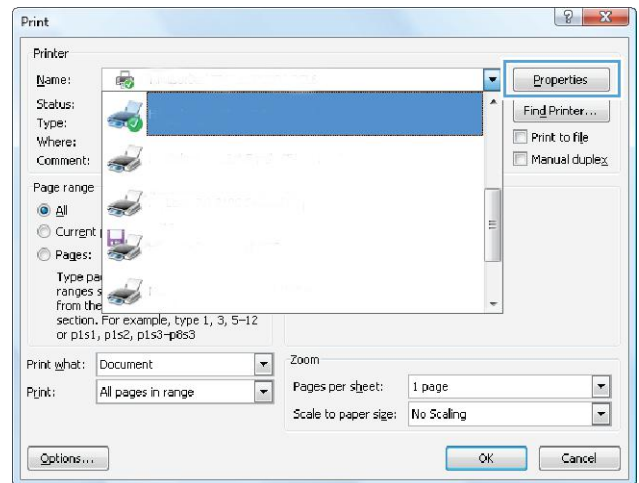 Print
Printer
Name:
Properties
Status:
Find Printer...
Type:
Print to file
Where:
Comment:
Manual duplex
Page range
All
Current
Pages:
Type
ranges
from the
section. For example, type 1, 3, 5–12
or p1s1, p1s2, p1s3–p8s3
Print what: Document
Zoom
Print: All pages in range
Pages per sheet: 1 page
Scale to paper size: No Scaling
Options...
OK
Cancel